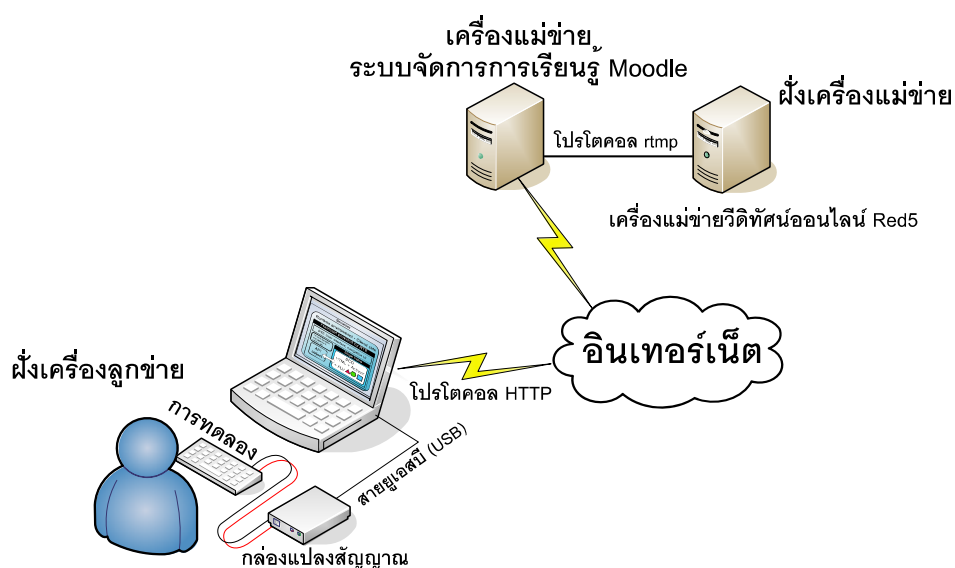 เครื่องแม่ข่าย
ระบบจัดการการเรียนรู้ Moodle
ฝั่งเครื่องแม่ข่าย
โปรโตคอล rtmp
เครื่องแม่ข่ายวีดิทัศน์ออนไลน์ Red5
อินเทอร์เน็ต
ฝั่งเครื่องลูกข่าย
โปรโตคอล HTTP
การทดลอง
สายยูเอสบี (USB)
กล่องแปลงสัญญาณ